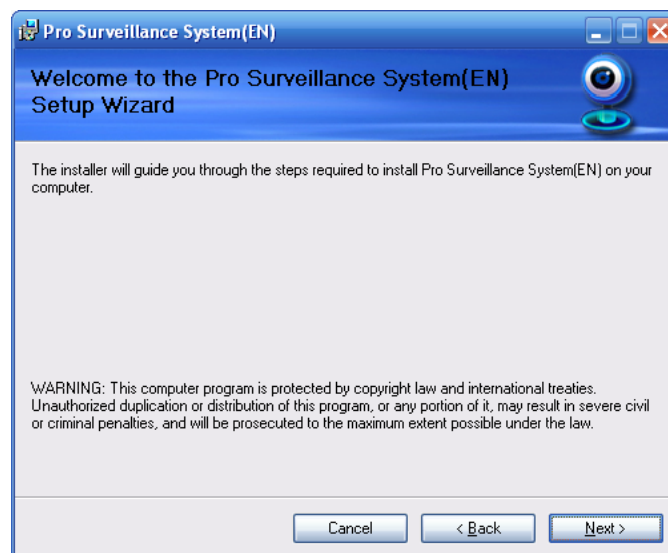 Pro Surveillance System(EN)
Welcome to the Pro Surveillance System(EN)
Setup Wizard
The installer will guide you through the steps required to install Pro Surveillance System(EN) on your
computer.
WARNING: This computer program is protected by copyright law and international treaties.
Unauthorized duplication or distribution of this program, or any portion of it, may result in severe civil
or criminal penalties, and will be prosecuted to the maximum extent possible under the law.
Cancel
< Back
Next >